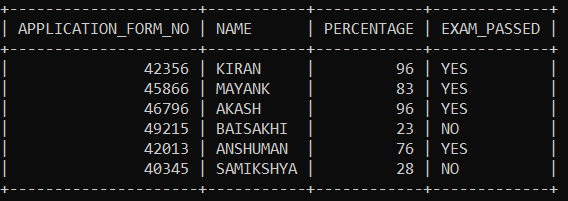 +---------------------+-----------+------------+-------------+
| APPLICATION_FORM_NO | NAME      | PERCENTAGE | EXAM_PASSED |
+---------------------+-----------+------------+-------------+
|               42356 | KIRAN     |         96 | YES         |
|               45866 | MAYANK    |         83 | YES         |
|               46796 | AKASH     |         96 | YES         |
|               49215 | BAISAKHI  |         23 | NO          |
|               42013 | ANSHUMAN  |         76 | YES         |
|               40345 | SAMIKSHYA |         28 | NO          |
+---------------------+-----------+------------+-------------+